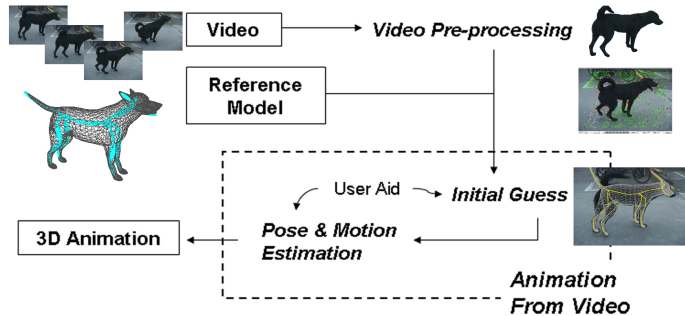 Video
Video Pre-processing
Reference
Model
User Aid
Initial Guess
3D Animation
Pose & Motion
Estimation
Animation
From Video